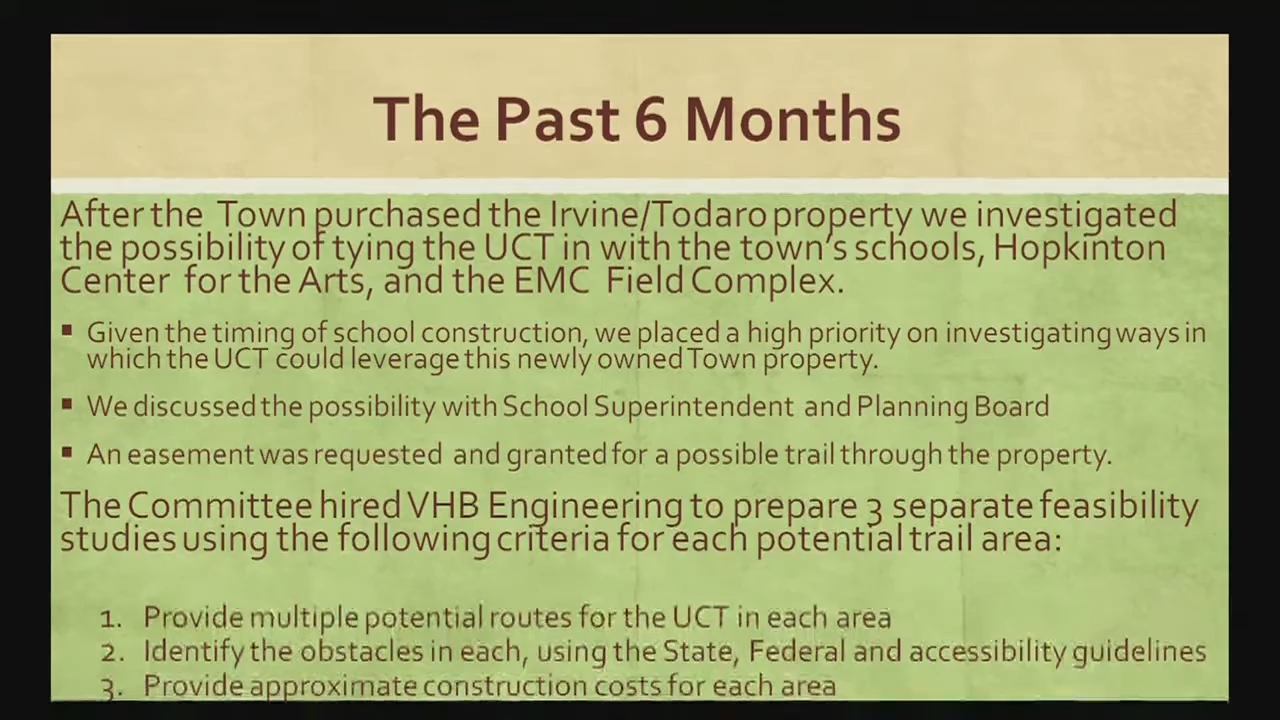 The Past 6 Months
After the Town purchased the Irvine/Todaro property we investigated
the possibility of tying the UCT in with the town's schools, Hopkinton
Center for the Arts, and the EMC Field Complex.
▪ Given the timing of school construction, we placed a high priority on investigating ways in
which the UCT could leverage this newly owned Town property.
▪ We discussed the possibility with School Superintendent and Planning Board
▪ An easement was requested and granted for a possible trail through the property.
The Committee hired VHB Engineering to prepare 3 separate feasibility
studies using the following criteria for each potential trail area:
1. Provide multiple potential routes for the UCT in each area
2. Identify the obstacles in each, using the State, Federal and accessibility guidelines
3. Provide approximate construction costs for each area